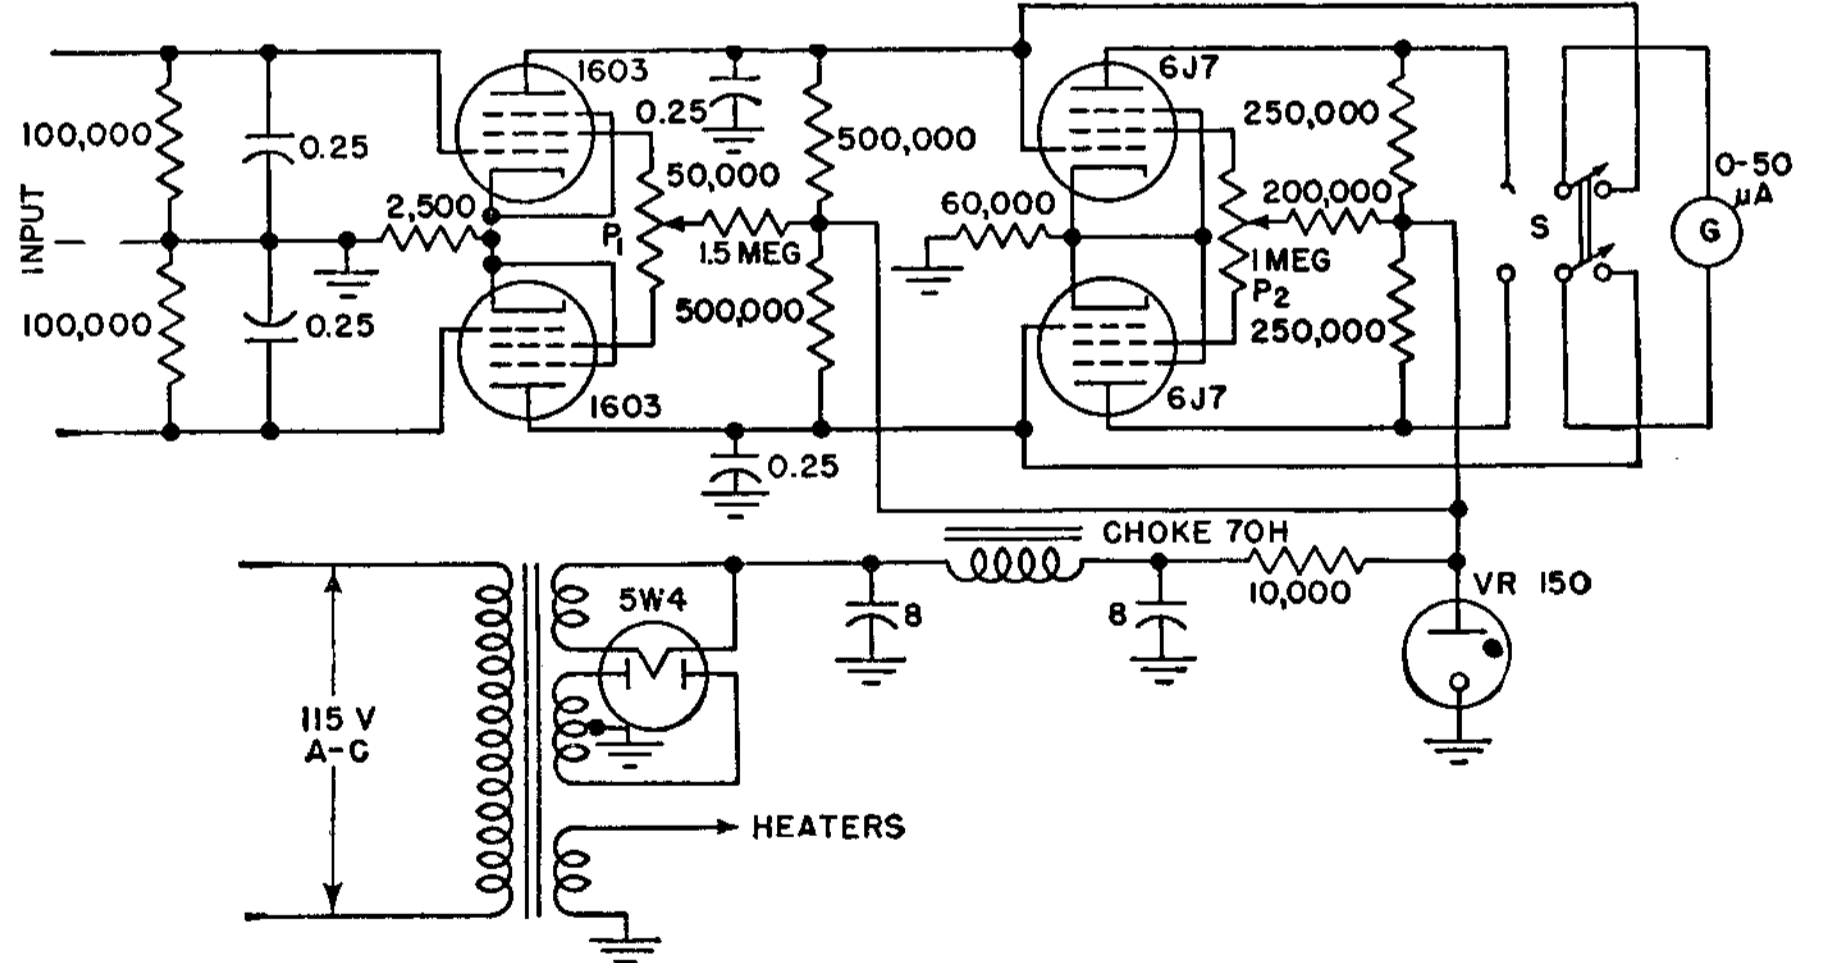 INPUT
100,000
100,000
0.25
0.25
2,500
1603
1603
0.25
P1
50,000
1.5 MEG
500,000
500,000
0.25
6J7
6J7
60,000
250,000
200,000
1 MEG
P2
250,000
S
G
0-50
μA
115 V
A-C
5W4
8
CHOKE 70H
8
10,000
VR 150
HEATERS